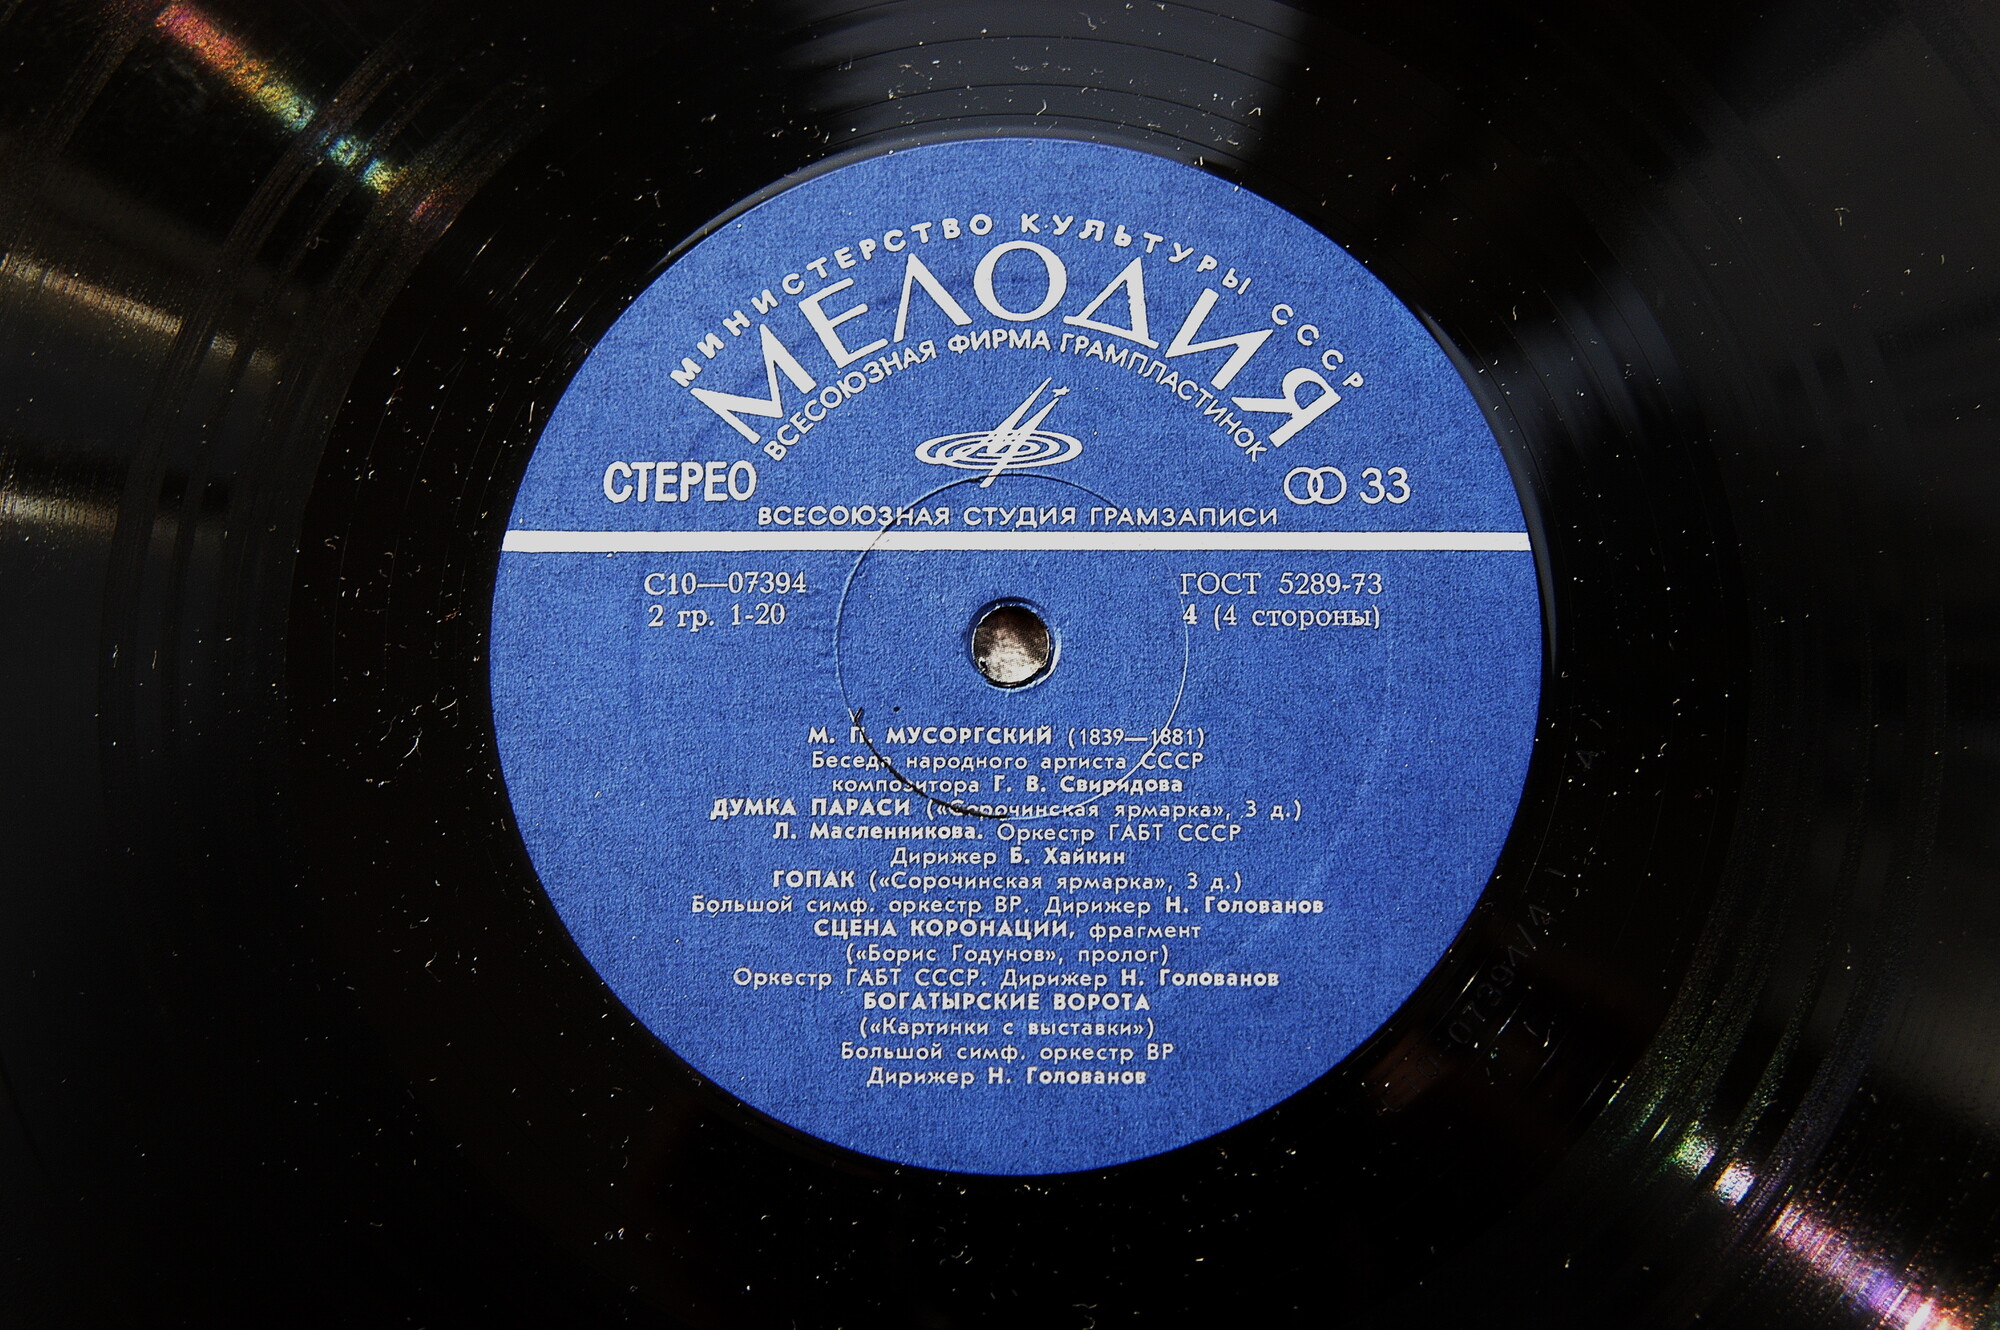 МИНИСТЕРСТВО КУЛЬТУРЫ СССР
МЕЛОДИЯ
ВСЕСОЮЗНАЯ ФИРМА ГРАМПЛАСТИНОК
СТЕРЕО
33
ВСЕСОЮЗНАЯ СТУДИЯ ГРАМЗАПИСИ
С10—07394
ГОСТ 5289-73
2 гр. 1-20
4 (4 стороны)
М. П. МУСОРГСКИЙ (1839—1881)
Беседа народного артиста СССР
композитора Г. В. Свиридова
ДУМКА ПАРАСИ («Сорочинская ярмарка», 3 д.)
Л. Масленникова. Оркестр ГАБТ СССР
Дирижер Б. Хайкин
ГОПАК («Сорочинская ярмарка», 3 д.)
Большой симф. оркестр ВР. Дирижер Н. Голованов
СЦЕНА КОРОНАЦИИ, фрагмент
(«Борис Годунов», пролог)
Оркестр ГАБТ СССР. Дирижер Н. Голованов
БОГАТЫРСКИЕ ВОРОТА
(«Картинки с выставки»)
Большой симф. оркестр ВР
Дирижер Н. Голованов